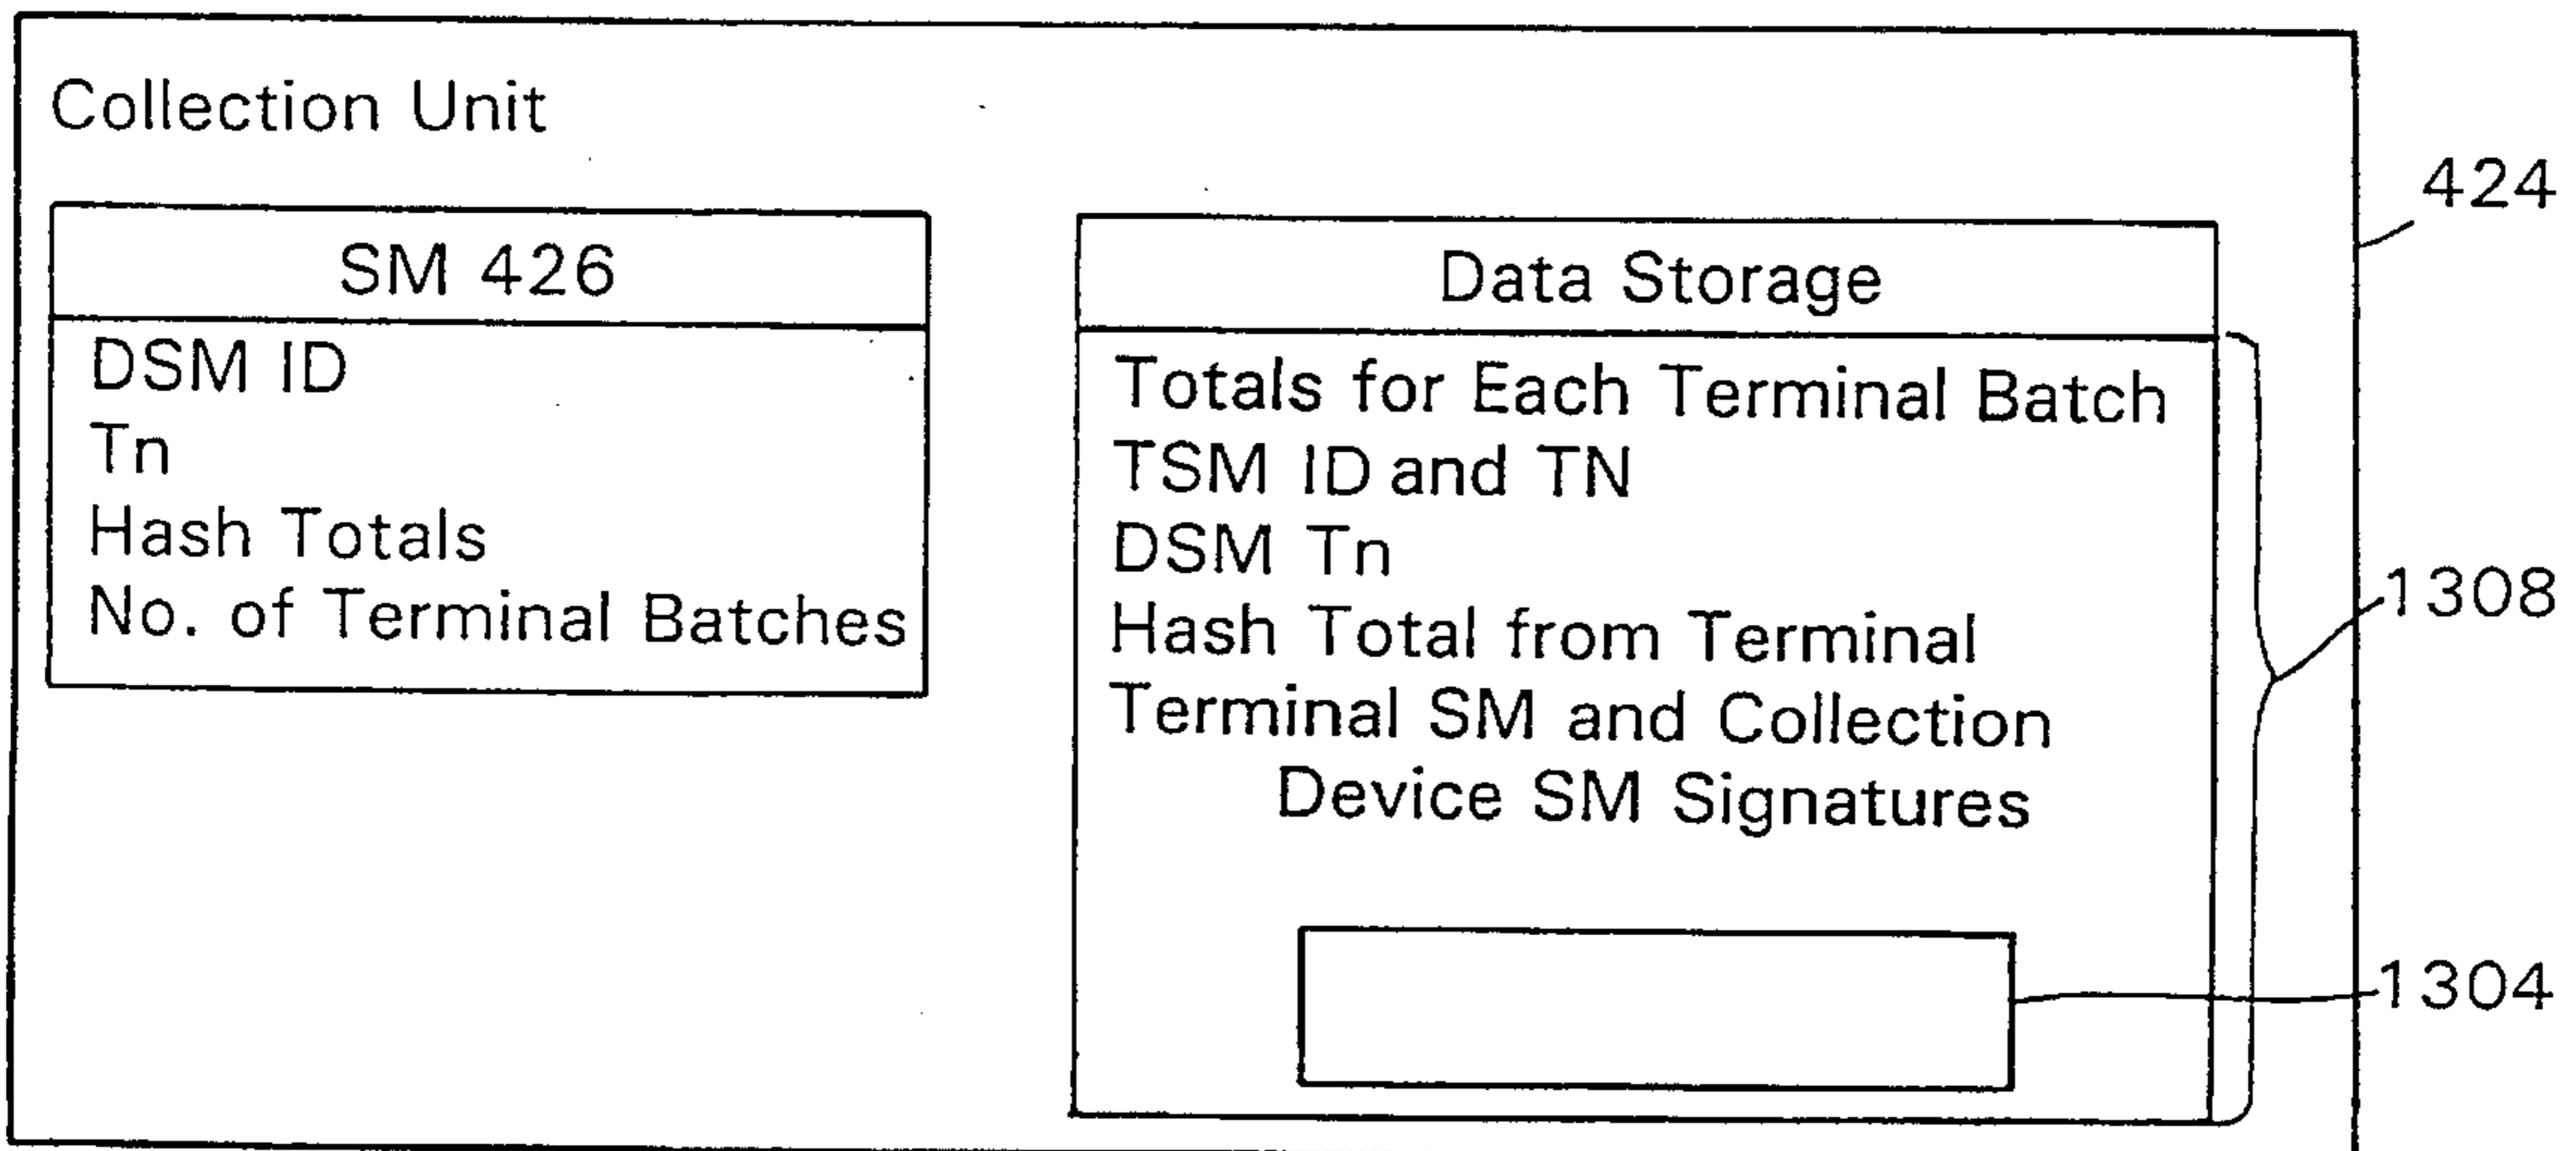 Collection Unit
424
SM 426
DSM ID
Tn
Hash Totals
No. of Terminal Batches
Data Storage
Totals for Each Terminal Batch
TSM ID and TN
DSM Tn
Hash Total from Terminal
Terminal SM and Collection
Device SM Signatures
1308
1304